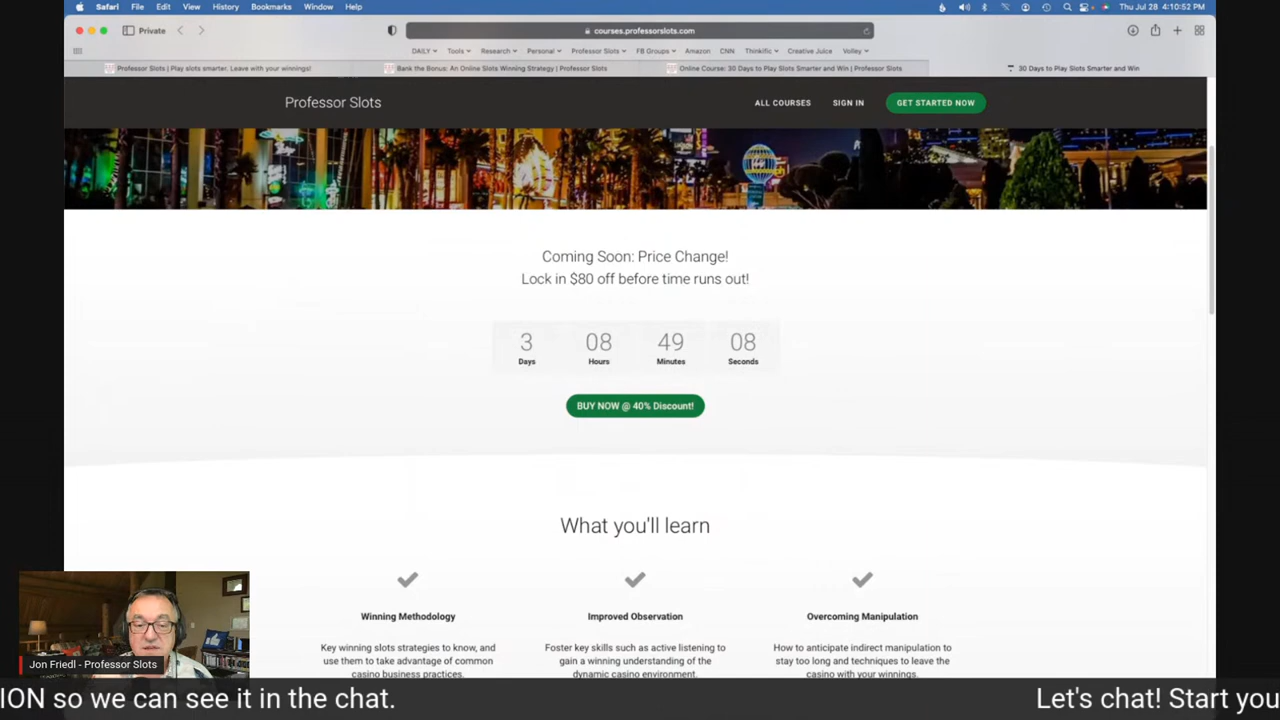 Safari File Edit View History Bookmarks Window Help
Thu Jul 28 4:10:52 PM
Private
courses.professorslots.com
DAILY Tools Research Personal Professor Slots FB Groups Amazon CNN Thinkific Creative Juice Volley
Professor Slots | Play slots smarter. Leave with your winnings!
Bank the Bonus: An Online Slots Winning Strategy | Professor Slots
Online Course: 30 Days to Play Slots Smarter and Win | Professor Slots
30 Days to Play Slots Smarter and Win
Professor Slots
ALL COURSES SIGN IN GET STARTED NOW
Coming Soon: Price Change!
Lock in $80 off before time runs out!
3 08 49 08
Days Hours Minutes Seconds
BUY NOW @ 40% Discount!
What you'll learn
Winning Methodology
Key winning slots strategies to know, and
use them to take advantage of common
casino business practices.
Improved Observation
Foster key skills such as active listening to
gain a winning understanding of the
dynamic casino environment.
Overcoming Manipulation
How to anticipate indirect manipulation to
stay too long and techniques to leave the
casino with your winnings.
Jon Friedl - Professor Slots
ION so we can see it in the chat.
Let's chat! Start you